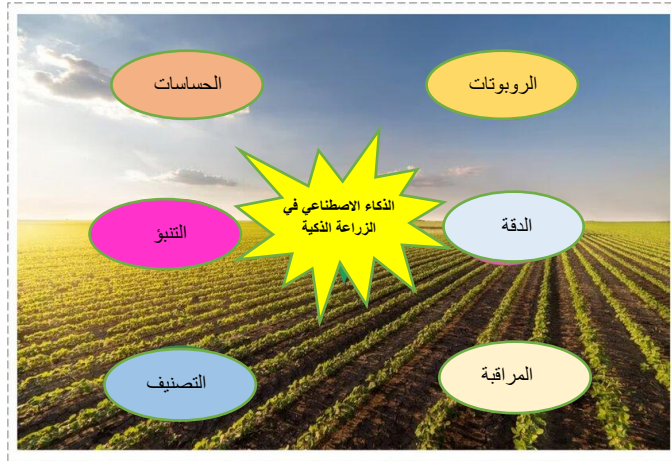 الروبوتات
الحساسات
الذكاء الاصطناعي في
الزراعة الذكية
الدقة
التنبؤ
المراقبة
التصنيف